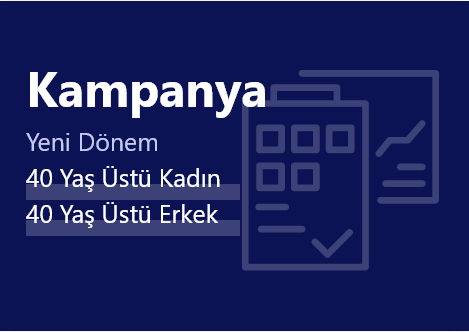 Kampanya
Yeni Dönem
40 Yaş Üstü Kadın
40 Yaş Üstü Erkek